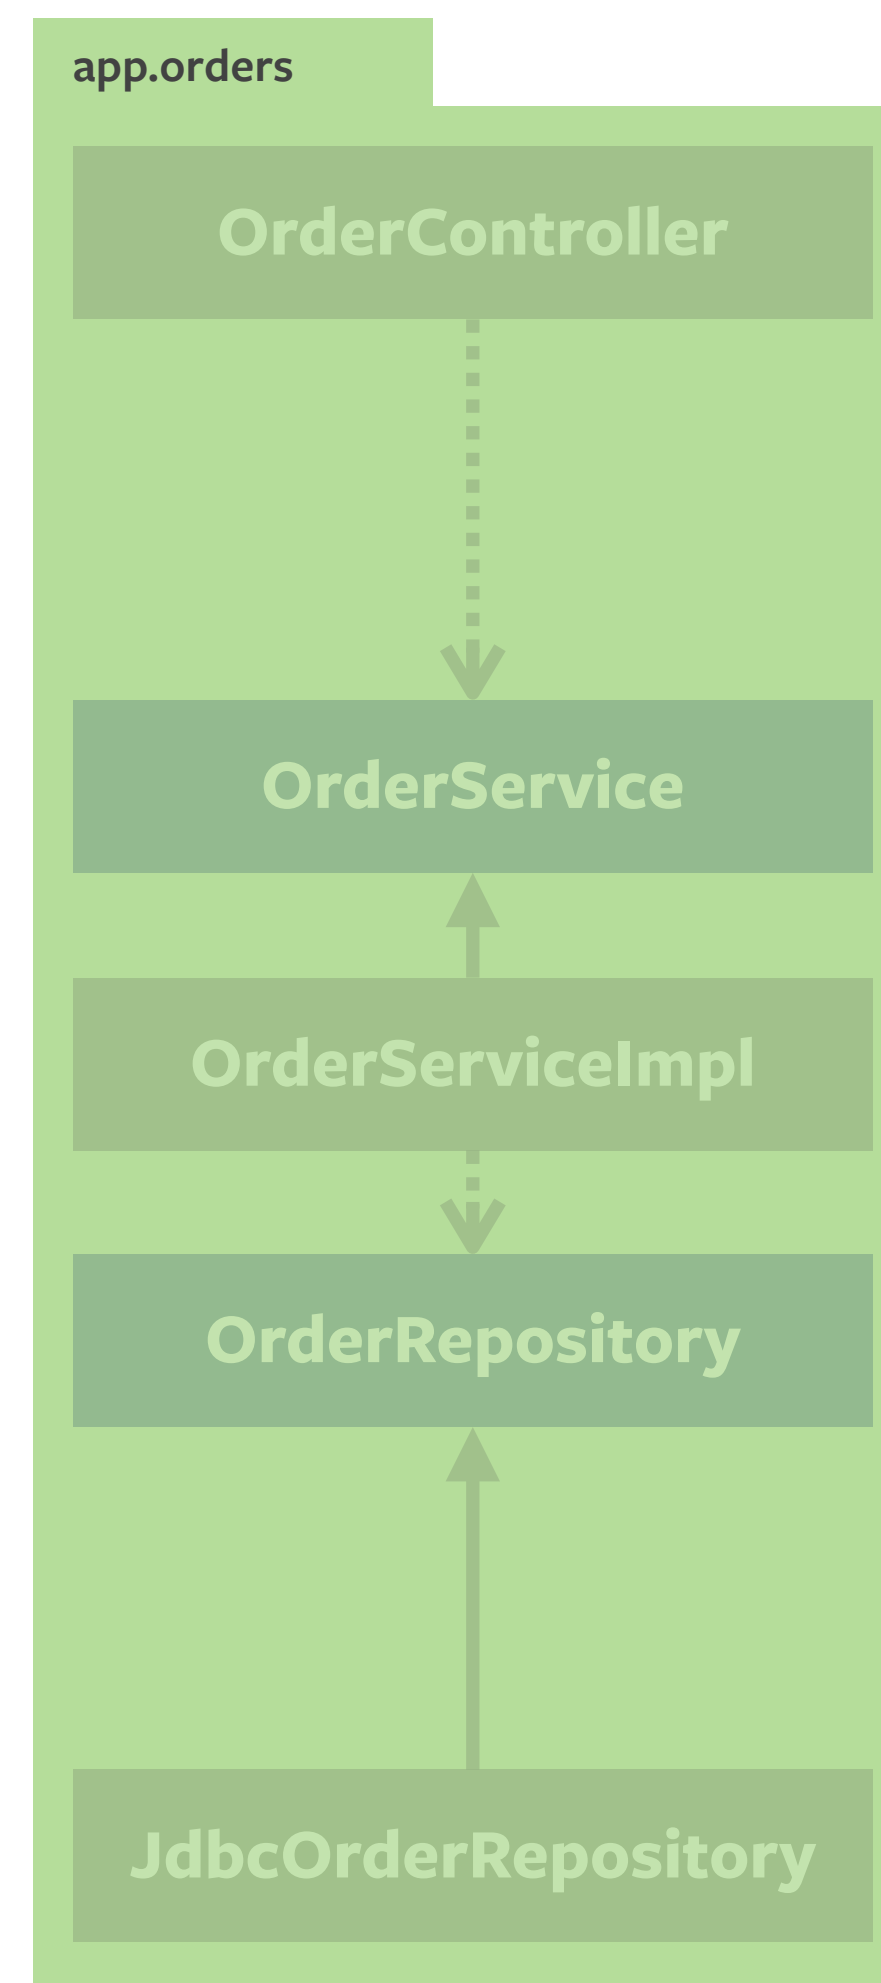 app.orders
OrderController
OrderService
OrderServiceImpl
OrderRepository
JdbcOrderRepository